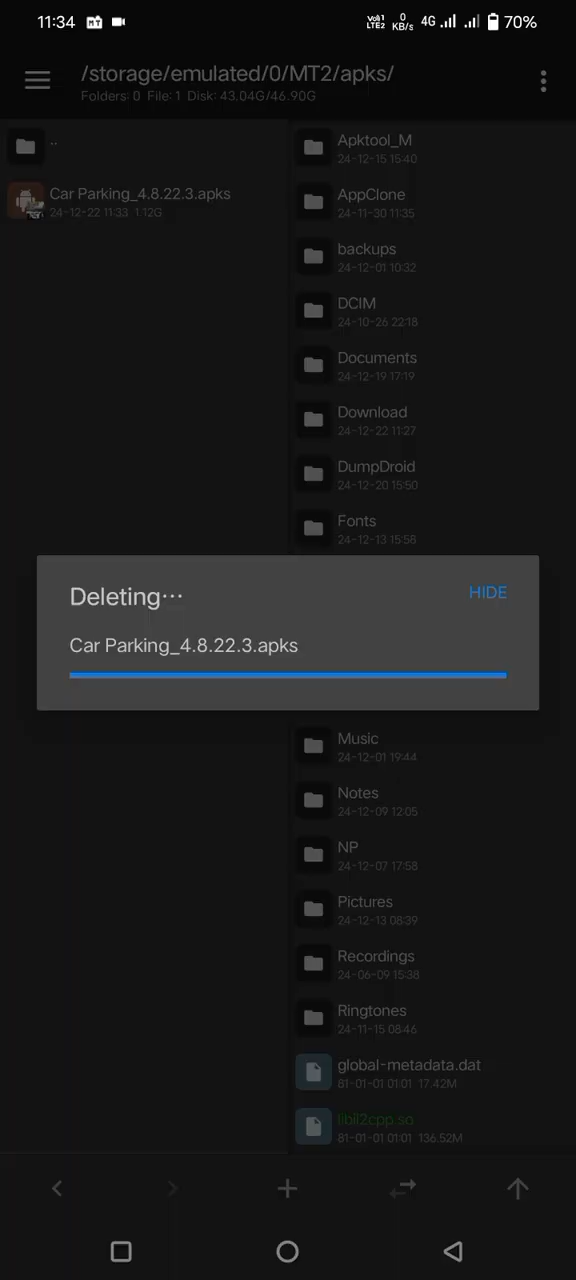 11:34 Vol) LTE2 0 KB/s 4G 70%
/storage/emulated/0/MT2/apks/
Folders: 0 File: 1 Disk: 43.04G/46.90G
..
Car Parking_4.8.22.3.apks
24-12-22 11:33 1.12G
Apktool_M
24-12-15 15:40
AppClone
24-11-30 11:35
backups
24-12-01 10:32
DCIM
24-10-26 22:18
Documents
24-12-19 17:19
Download
24-12-22 11:27
DumpDroid
24-12-20 15:50
Fonts
24-12-13 15:58
Deleting···
HIDE
Car Parking_4.8.22.3.apks
Music
24-12-01 19:44
Notes
24-12-09 12:05
NP
24-12-07 17:58
Pictures
24-12-13 08:39
Recordings
24-06-09 15:38
Ringtones
24-11-15 08:46
global-metadata.dat
81-01-01 01:01 17.42M
libil2cpp.so
81-01-01 01:01 136.52M